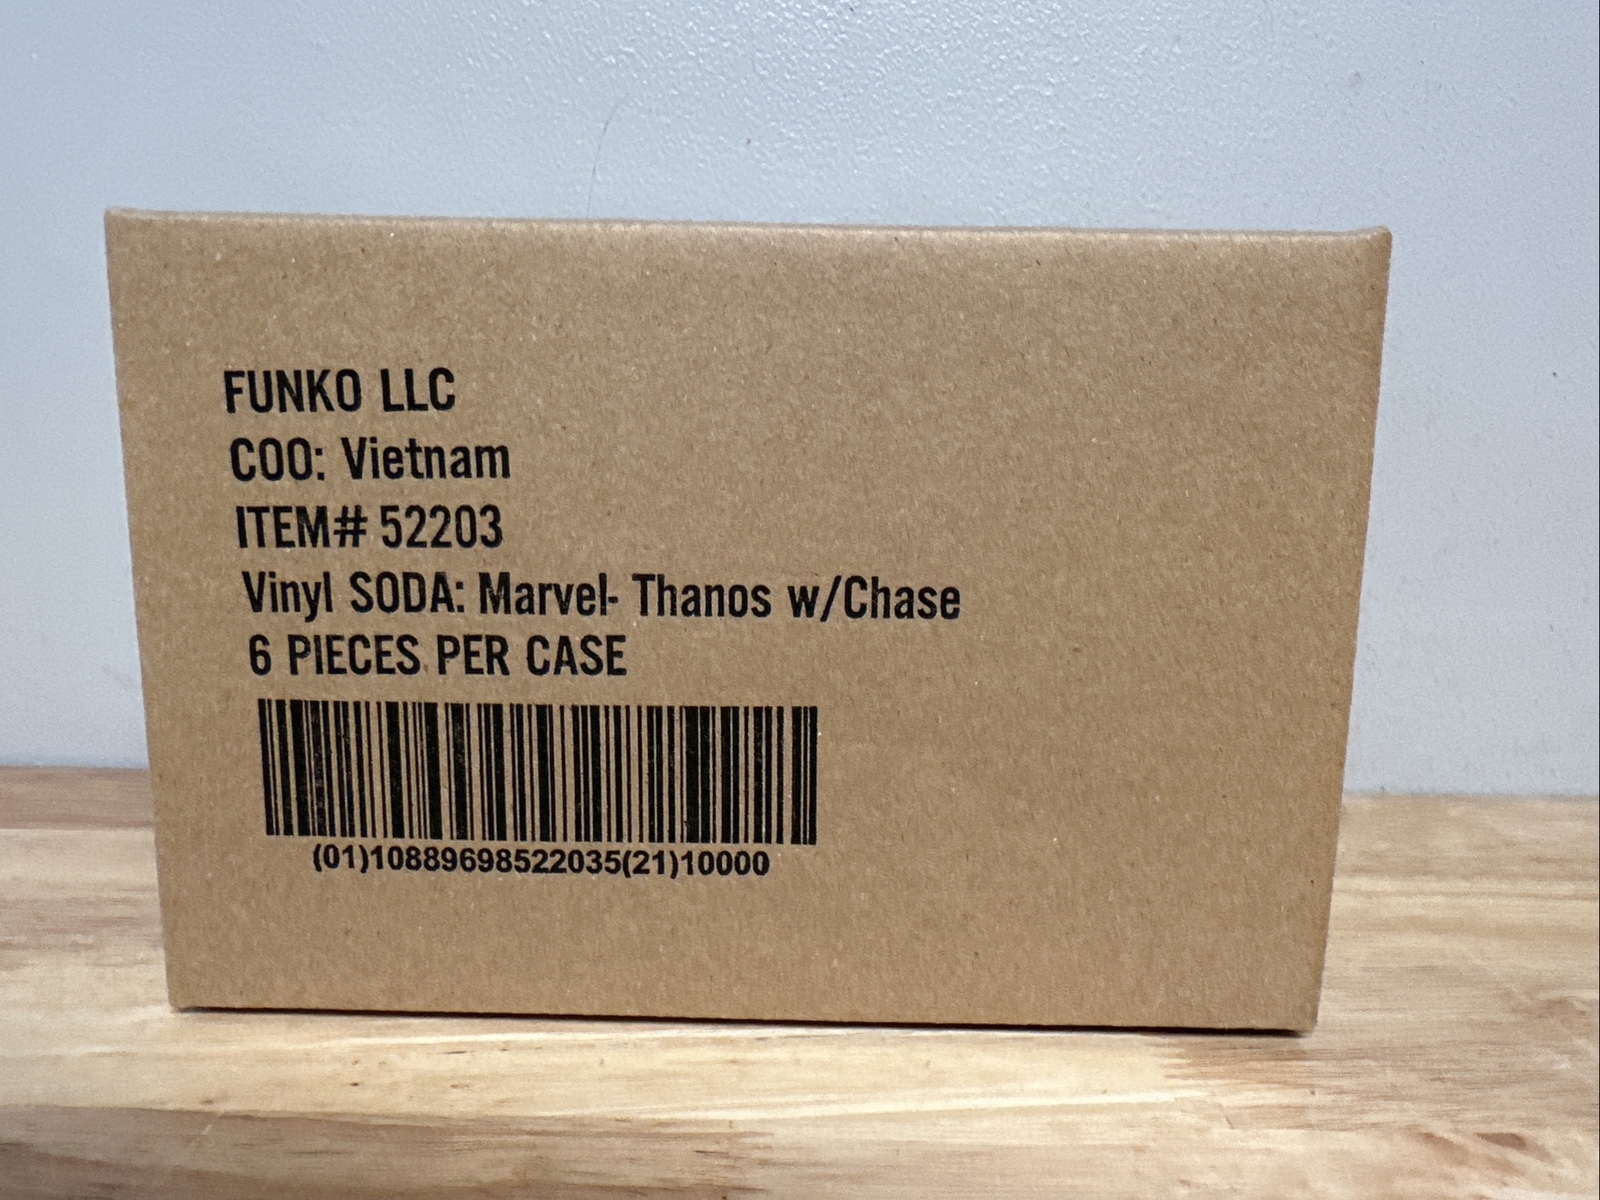 FUNKO LLC
COO: Vietnam
ITEM# 52203
Vinyl SODA: Marvel- Thanos w/Chase
6 PIECES PER CASE
(01)10889698522035(21)10000